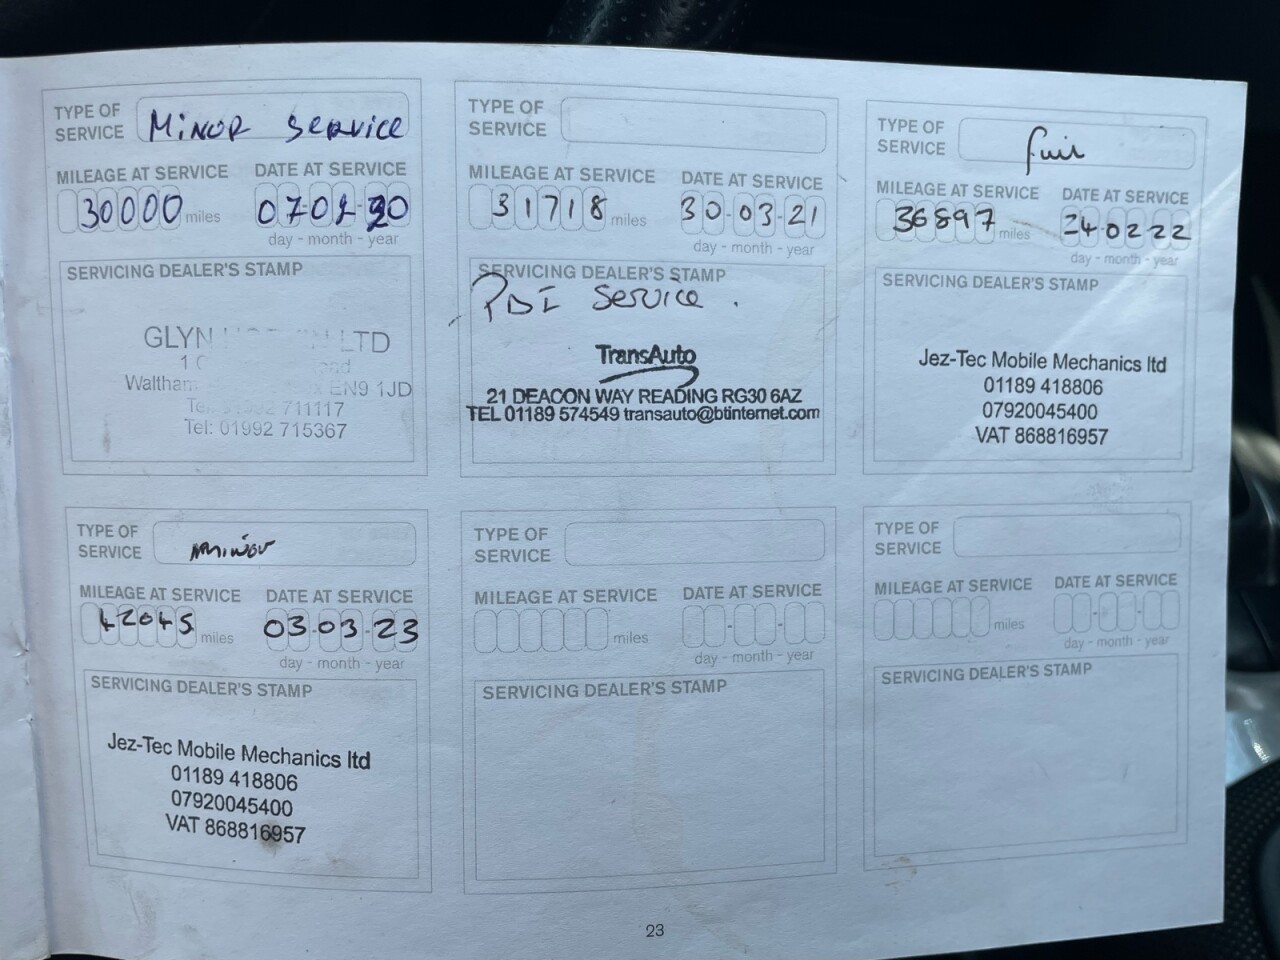 TYPE OF SERVICE Minor Service
MILEAGE AT SERVICE DATE AT SERVICE
30000 miles 07 20
day - month - year
SERVICING DEALER'S STAMP
GLYN LTD
Waltham EN9 1JD
711117
Tel: 01992 715367
TYPE OF SERVICE
MILEAGE AT SERVICE DATE AT SERVICE
31718 miles 30-03-21
day - month - year
SERVICING DEALER'S STAMP
PDI Service.
TransAuto
21 DEACON WAY READING RG30 6AZ
TEL 01189 574549 transauto@btinternet.com
TYPE OF SERVICE full
MILEAGE AT SERVICE DATE AT SERVICE
36897 miles 24-02-22
day - month - year
SERVICING DEALER'S STAMP
Jez-Tec Mobile Mechanics ltd
01189 418806
07920045400
VAT 868816957
TYPE OF SERVICE minor
MILEAGE AT SERVICE DATE AT SERVICE
42045 miles 03-03-23
day - month - year
SERVICING DEALER'S STAMP
Jez-Tec Mobile Mechanics ltd
01189 418806
07920045400
VAT 868816957
TYPE OF SERVICE
MILEAGE AT SERVICE DATE AT SERVICE
miles
day - month - year
SERVICING DEALER'S STAMP
TYPE OF SERVICE
MILEAGE AT SERVICE DATE AT SERVICE
miles
day - month - year
SERVICING DEALER'S STAMP
23